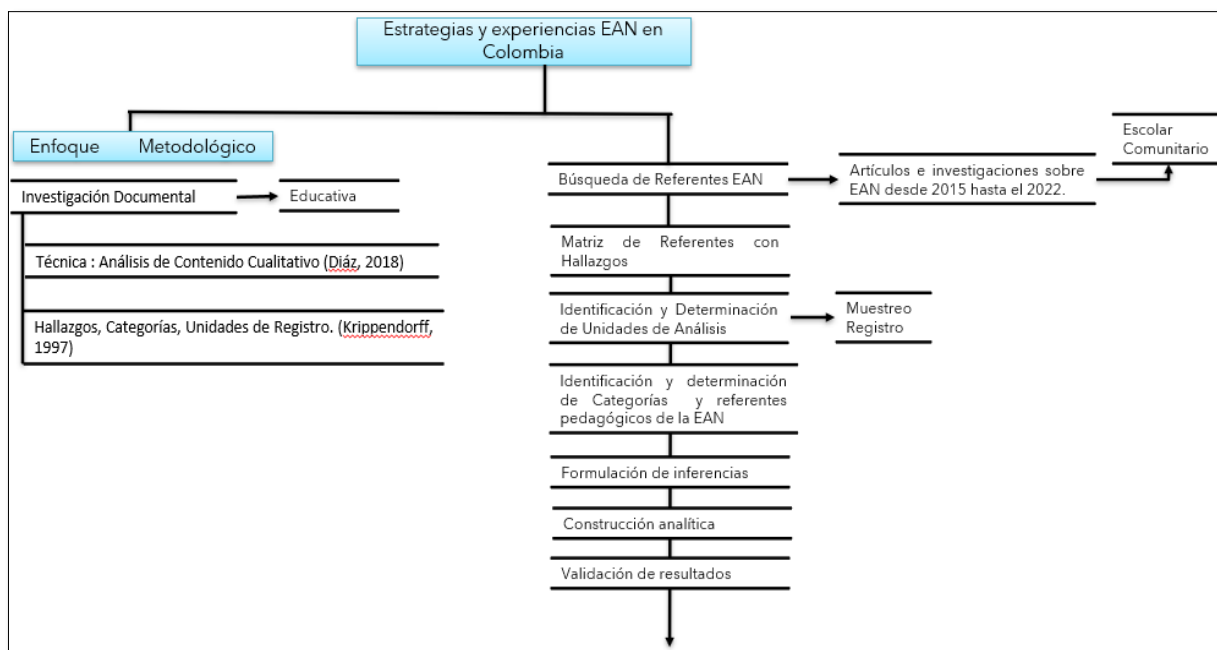 Estrategias y experiencias EAN en
Colombia
Enfoque Metodológico
Investigación Documental
Educativa
Técnica : Análisis de Contenido Cualitativo (Diáz, 2018)
Hallazgos, Categorías, Unidades de Registro. (Krippendorff,
1997)
Búsqueda de Referentes EAN
Artículos e investigaciones sobre
EAN desde 2015 hasta el 2022.
Escolar
Comunitario
Matriz de Referentes con
Hallazgos
Identificación y Determinación
de Unidades de Análisis
Muestreo
Registro
Identificación y determinación
de Categorías y referentes
pedagógicos de la EAN
Formulación de inferencias
Construcción analítica
Validación de resultados